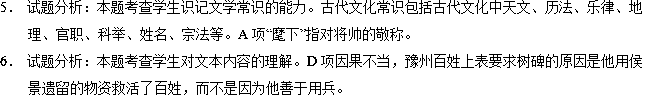 5. 试题分析：本题考查学生识记文学常识的能力。古代文化常识包括古代文化中天文、历法、乐律、地
理、官职、科举、姓名、宗法等。A 项“麾下”指对将帅的敬称。
6. 试题分析：本题考查学生对文本内容的理解。D 项因果不当，豫州百姓上表要求树碑的原因是他用侯
景遗留的物资救活了百姓，而不是因为他善于用兵。